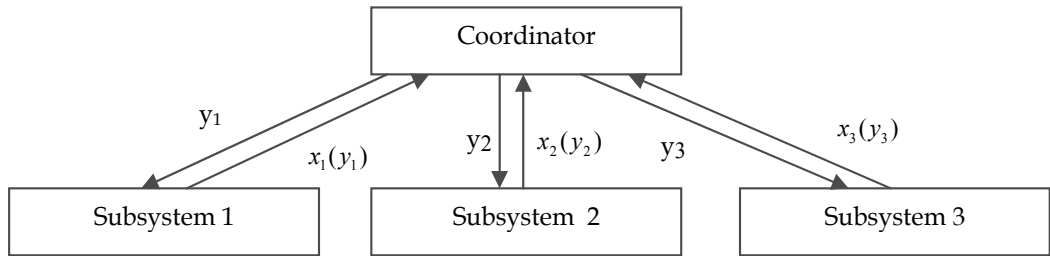 Coordinator
y₁
x₁(y₁)
y₂
x₂(y₂)
y₃
x₃(y₃)
Subsystem 1
Subsystem 2
Subsystem 3